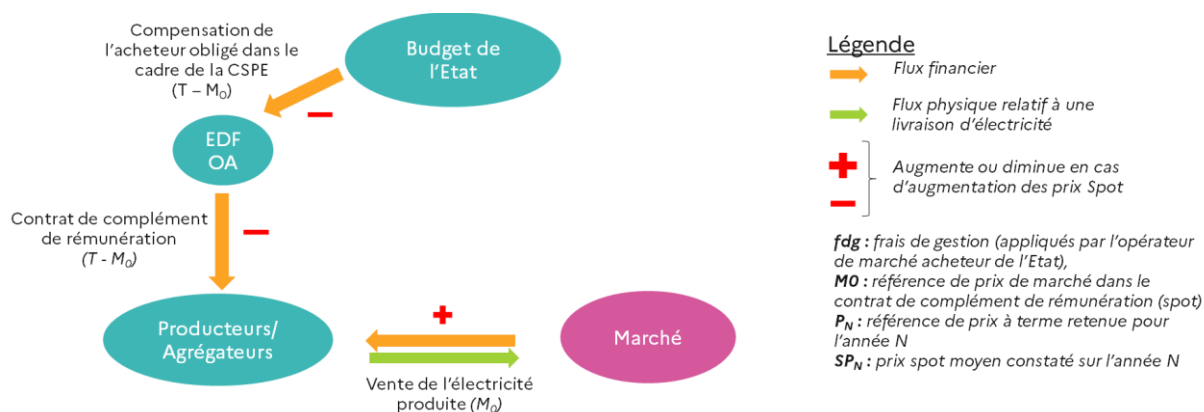 Compensation de
l'acheteur obligé dans le
cadre de la CSPE
(T – M₀)
Budget de
l'Etat
EDF
OA
Contrat de complément
de rémunération
(T - M₀)
Producteurs/
Agrégateurs
Marché
Vente de l'électricité
produite (M₀)
Légende
Flux financier
Flux physique relatif à une
livraison d'électricité
Augmente ou diminue en cas
d'augmentation des prix Spot
fdg : frais de gestion (appliqués par l'opérateur
de marché acheteur de l'Etat),
M0 : référence de prix de marché dans le
contrat de complément de rémunération (spot)
P_N : référence de prix à terme retenue pour
l'année N
SP_N : prix spot moyen constaté sur l'année N